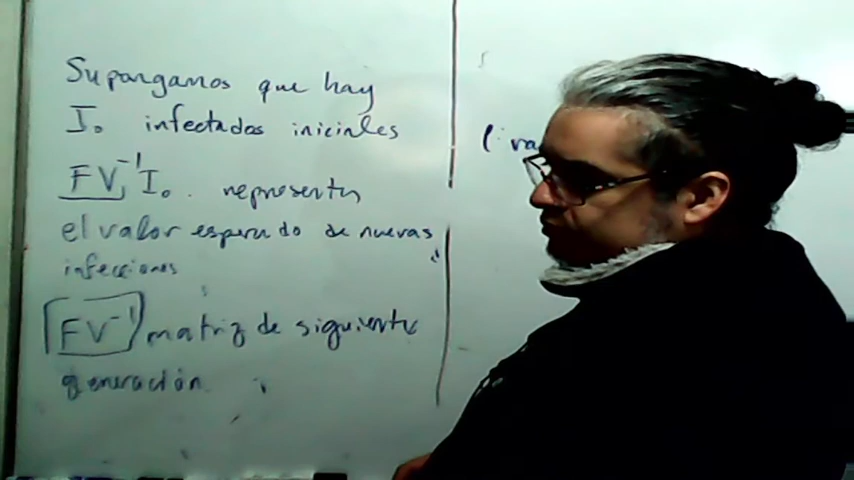 Supongamos que hay
I₀ infectados iniciales
FV⁻¹I₀. representa
el valor esperado de nuevas
infecciones
FV⁻¹ matriz de siguiente
generación